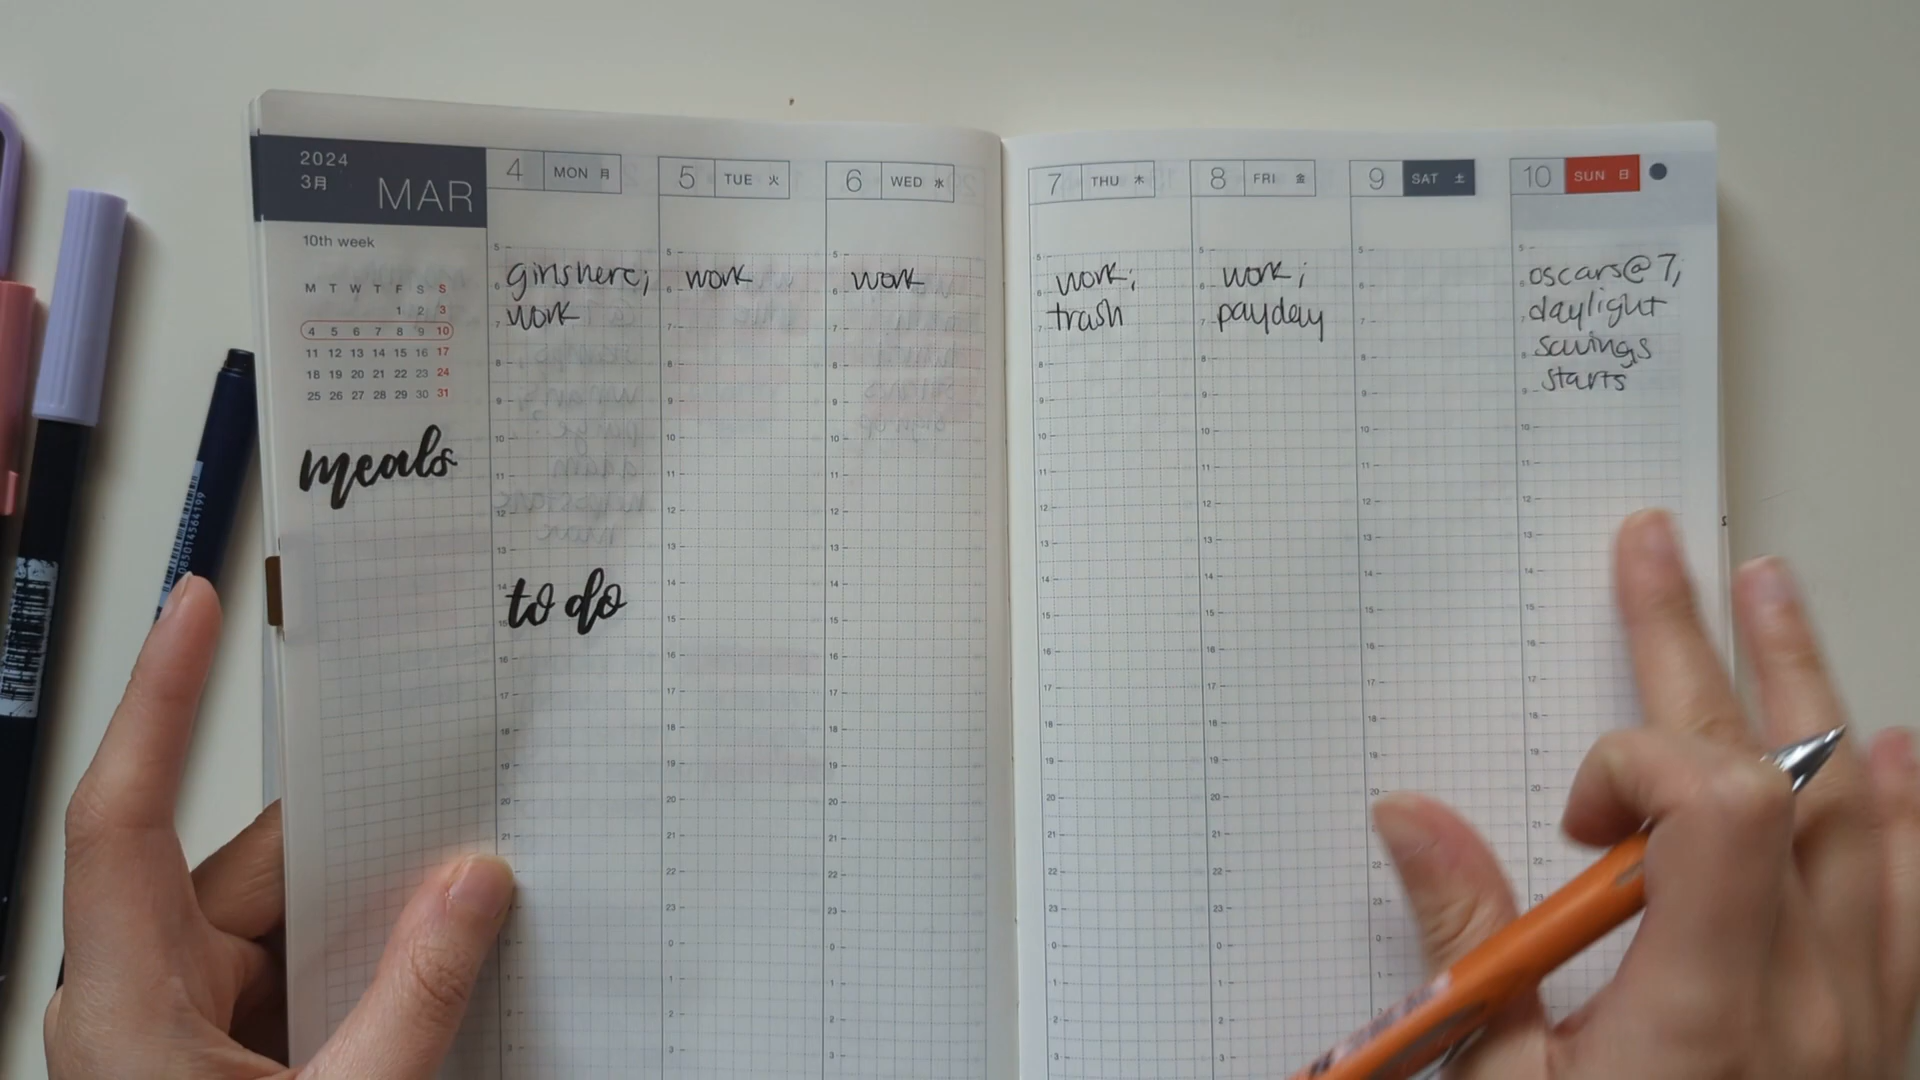 2024
3月
MAR
4 MON 月
5 TUE 火
6 WED 水
7 THU 木
8 FRI 金
9 SAT 土
10 SUN 日
10th week
M T W T F S S
1 2 3
4 5 6 7 8 9 10
11 12 13 14 15 16 17
18 19 20 21 22 23 24
25 26 27 28 29 30 31
meals
girls here;
work
to do
work
work
work;
trash
work;
payday
oscars@7;
daylight
savings
starts